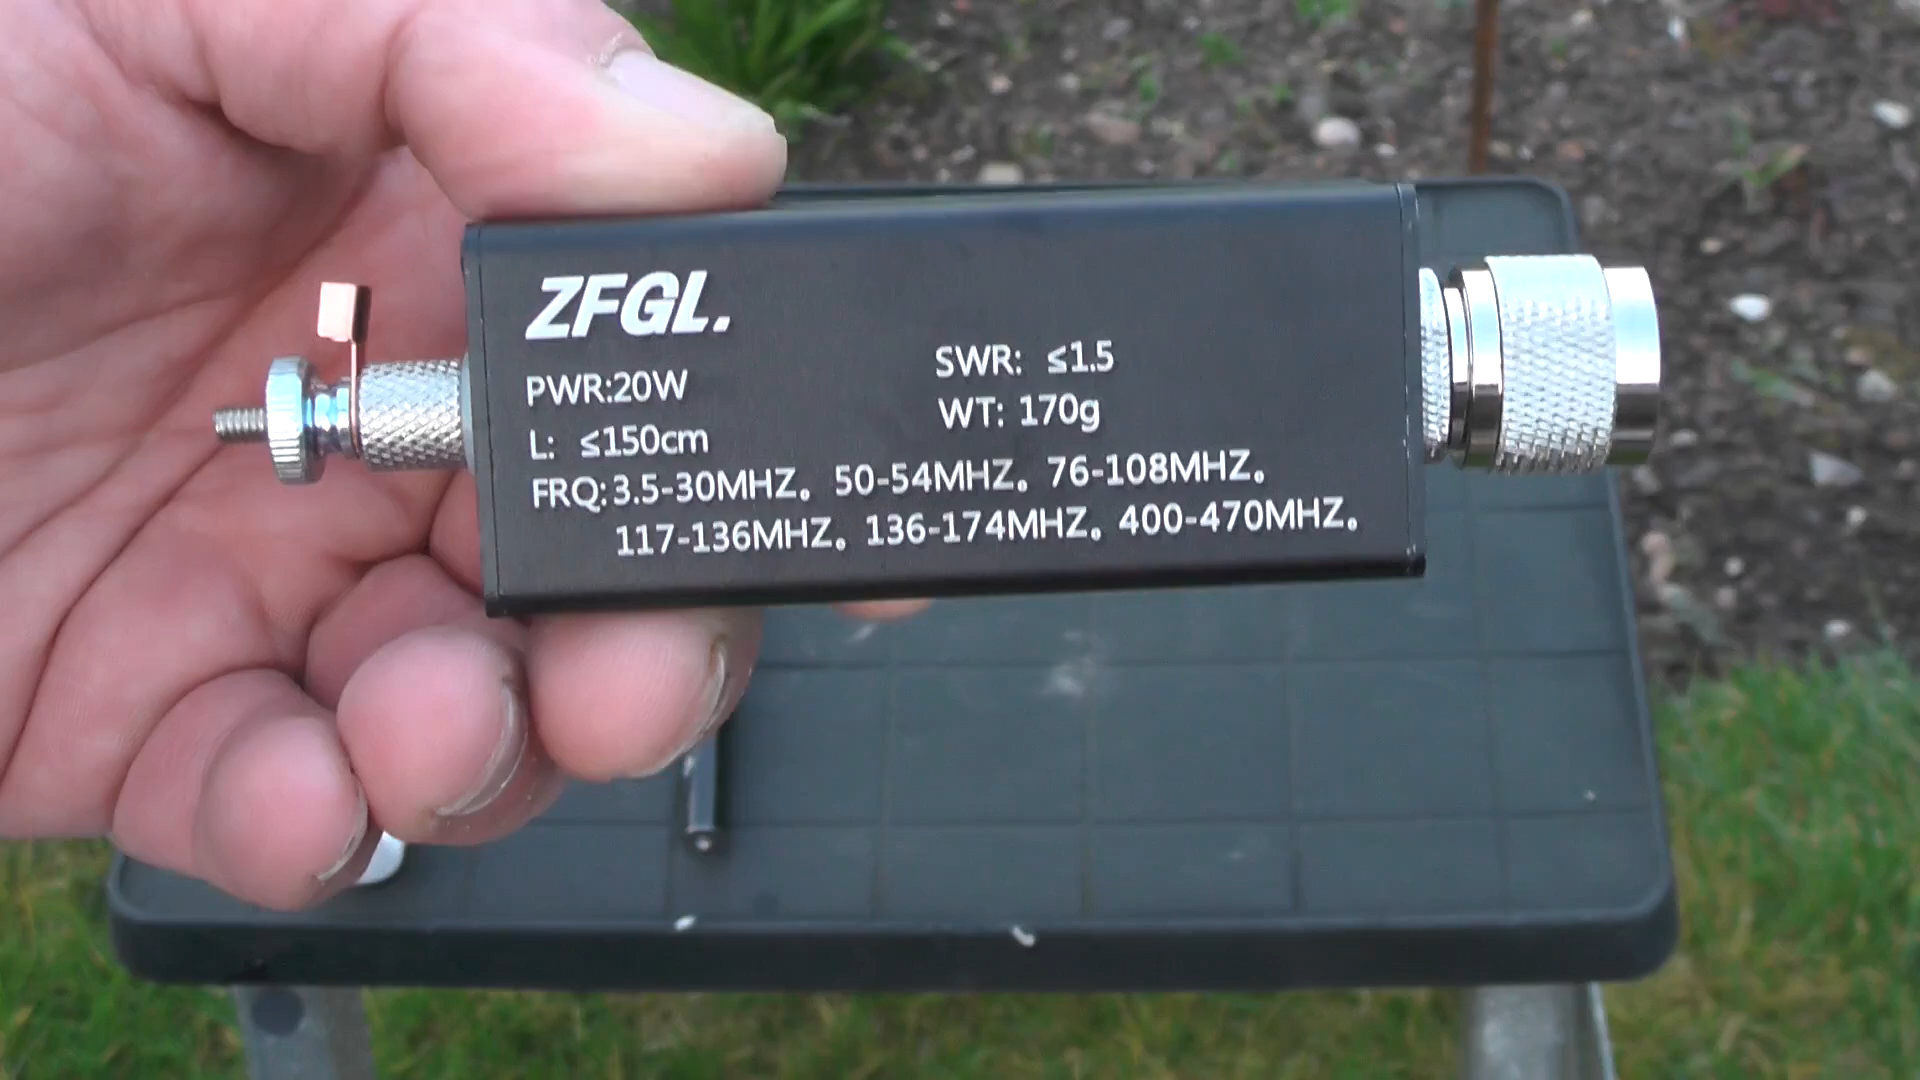 ZFGL.
PWR:20W
SWR: ≤1.5
L: ≤150cm
WT: 170g
FRQ:3.5-30MHZ。 50-54MHZ。 76-108MHZ。
117-136MHZ。 136-174MHZ。 400-470MHZ。